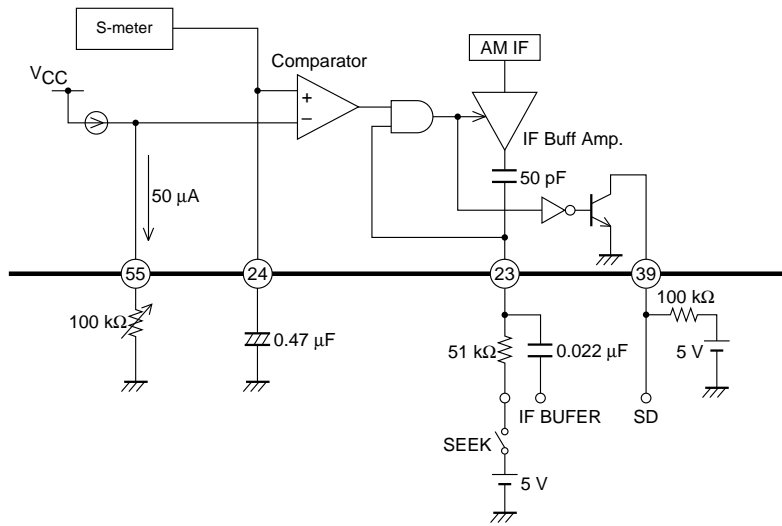 S-meter
AM IF
Comparator
VCC
+
−
IF Buff Amp.
50 pF
50 μA
55
24
23
39
100 kΩ
0.47 μF
51 kΩ
0.022 μF
100 kΩ
5 V
IF BUFER
SD
SEEK
5 V